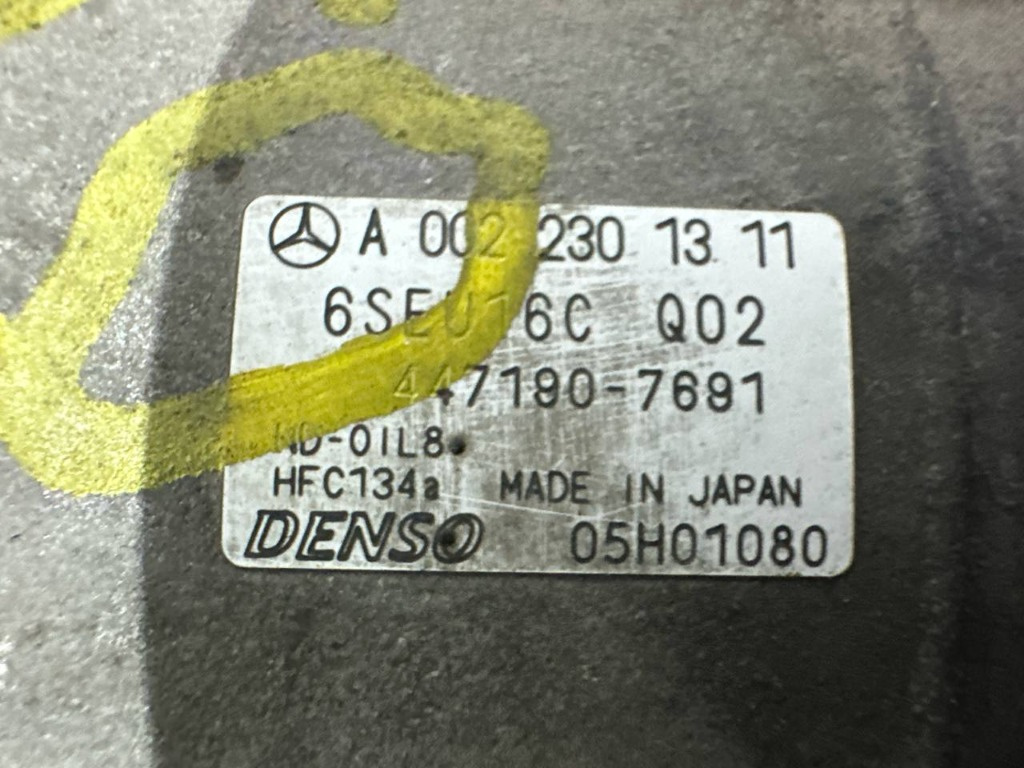 A 002 230 13 11
6SEU16C Q02
447190-7691
ND-OIL8
HFC134a MADE IN JAPAN
DENSO 05H01080